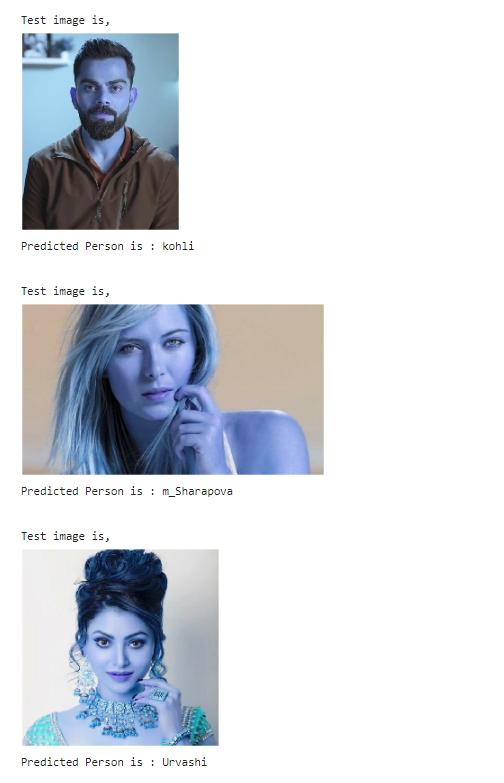 Test image is,
Predicted Person is : kohli
Test image is,
Predicted Person is : m_Sharapova
Test image is,
Predicted Person is : Urvashi